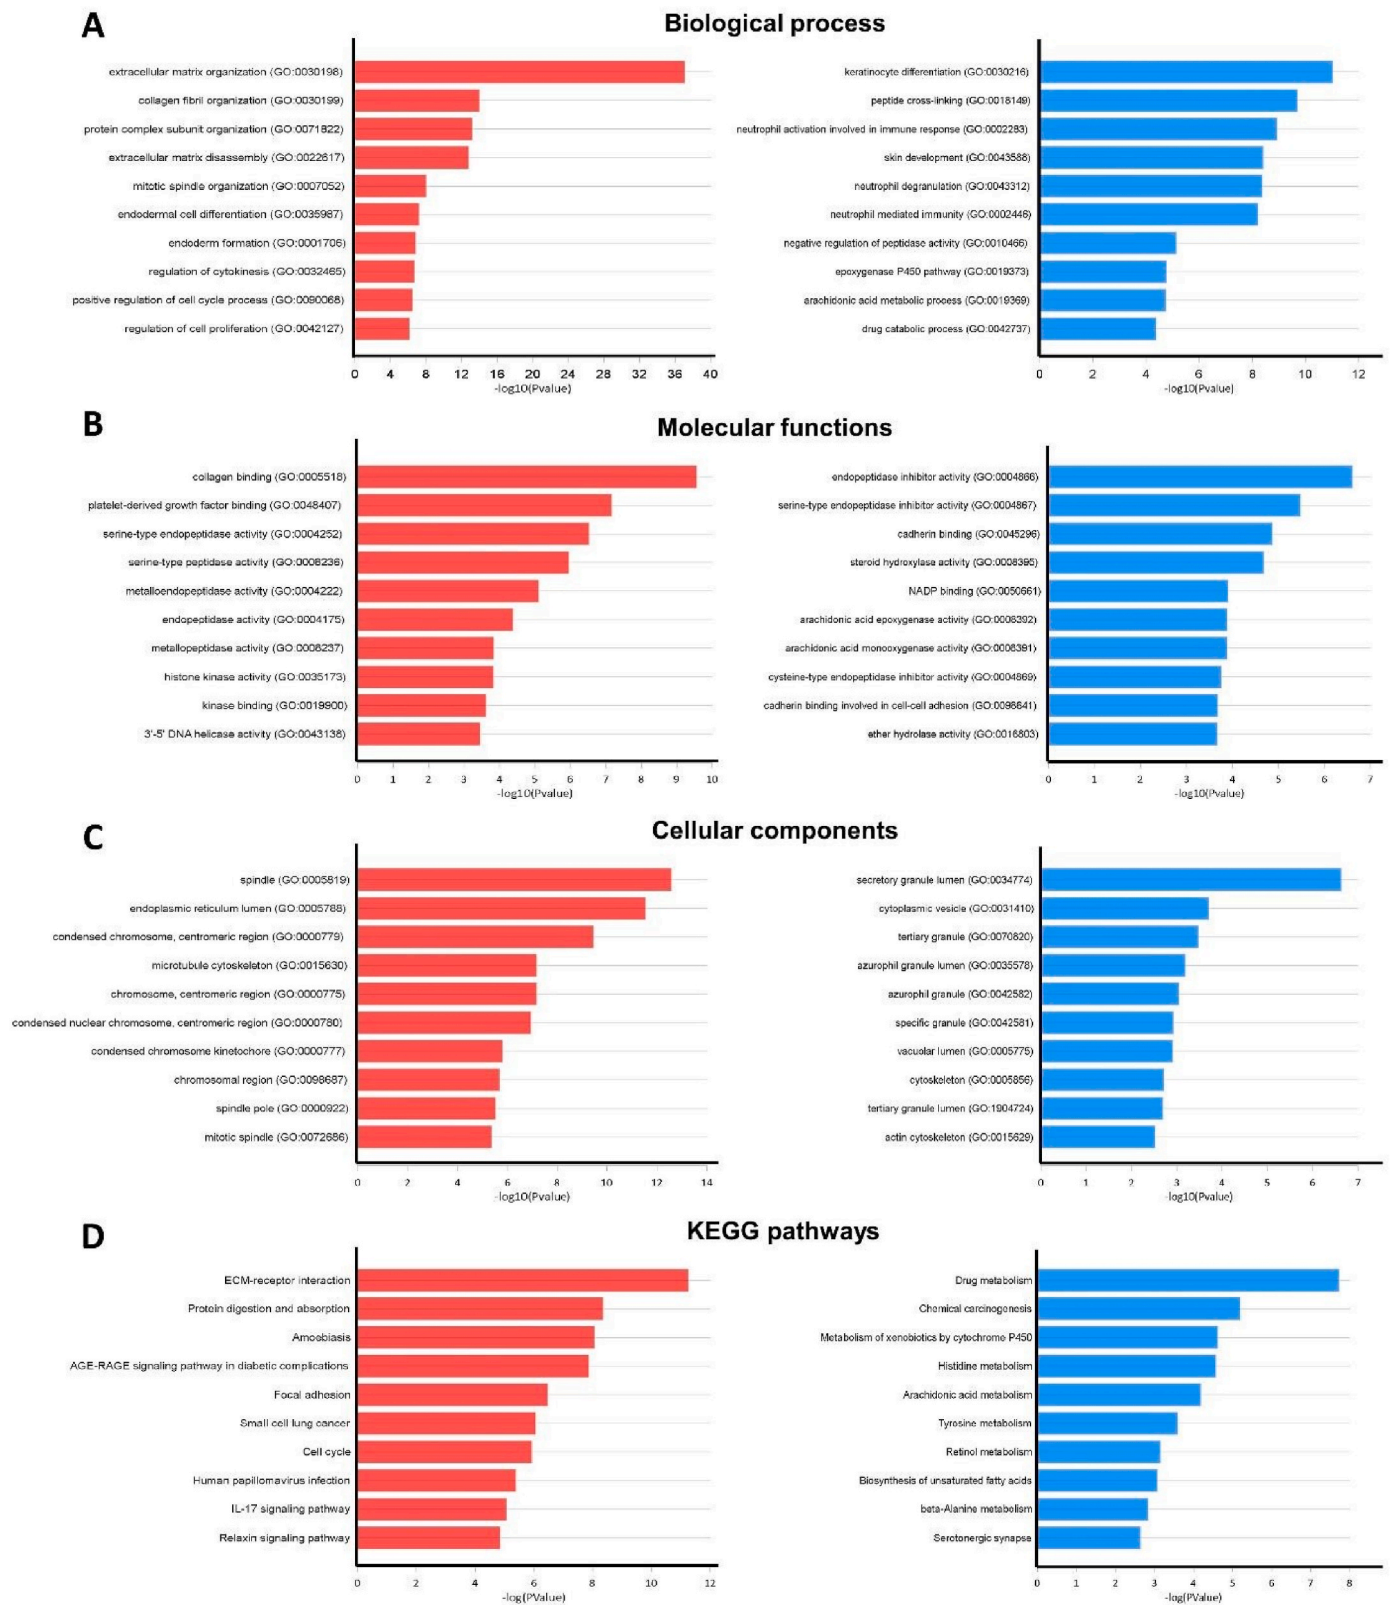 A
Biological process
extracellular matrix organization (GO:0030198)
collagen fibril organization (GO:0030199)
protein complex subunit organization (GO:0071822)
extracellular matrix disassembly (GO:0022617)
mitotic spindle organization (GO:0007052)
endodermal cell differentiation (GO:0035987)
endoderm formation (GO:0001706)
regulation of cytokinesis (GO:0032465)
positive regulation of cell cycle process (GO:0090068)
regulation of cell proliferation (GO:0042127)
0 4 8 12 16 20 24 28 32 36 40
-log10(Pvalue)
keratinocyte differentiation (GO:0030216)
peptide cross-linking (GO:0018149)
neutrophil activation involved in immune response (GO:0002283)
skin development (GO:0043588)
neutrophil degranulation (GO:0043312)
neutrophil mediated immunity (GO:0002446)
negative regulation of peptidase activity (GO:0010466)
epoxygenase P450 pathway (GO:0019373)
arachidonic acid metabolic process (GO:0019369)
drug catabolic process (GO:0042737)
0 2 4 6 8 10 12
-log10(Pvalue)
B
Molecular functions
collagen binding (GO:0005518)
platelet-derived growth factor binding (GO:0048407)
serine-type endopeptidase activity (GO:0004252)
serine-type peptidase activity (GO:0008236)
metalloendopeptidase activity (GO:0004222)
endopeptidase activity (GO:0004175)
metallopeptidase activity (GO:0008237)
histone kinase activity (GO:0035173)
kinase binding (GO:0019900)
3'-5' DNA helicase activity (GO:0043138)
0 1 2 3 4 5 6 7 8 9 10
-log10(Pvalue)
endopeptidase inhibitor activity (GO:0004866)
serine-type endopeptidase inhibitor activity (GO:0004867)
cadherin binding (GO:0045296)
steroid hydroxylase activity (GO:0008395)
NADP binding (GO:0050661)
arachidonic acid epoxygenase activity (GO:0008392)
arachidonic acid monooxygenase activity (GO:0008391)
cysteine-type endopeptidase inhibitor activity (GO:0004869)
cadherin binding involved in cell-cell adhesion (GO:0098641)
ether hydrolase activity (GO:0016803)
0 1 2 3 4 5 6 7
-log10(Pvalue)
C
Cellular components
spindle (GO:0005819)
endoplasmic reticulum lumen (GO:0005788)
condensed chromosome, centromeric region (GO:0000779)
microtubule cytoskeleton (GO:0015630)
chromosome, centromeric region (GO:0000775)
condensed nuclear chromosome, centromeric region (GO:0000780)
condensed chromosome kinetochore (GO:0000777)
chromosomal region (GO:0098687)
spindle pole (GO:0000922)
mitotic spindle (GO:0072686)
0 2 4 6 8 10 12 14
-log10(Pvalue)
secretory granule lumen (GO:0034774)
cytoplasmic vesicle (GO:0031410)
tertiary granule (GO:0070820)
azurophil granule lumen (GO:0035578)
azurophil granule (GO:0042582)
specific granule (GO:0042581)
vacuolar lumen (GO:0005775)
cytoskeleton (GO:0005856)
tertiary granule lumen (GO:1904724)
actin cytoskeleton (GO:0015629)
0 1 2 3 4 5 6 7
-log10(Pvalue)
D
KEGG pathways
ECM-receptor interaction
Protein digestion and absorption
Amoebiasis
AGE-RAGE signaling pathway in diabetic complications
Focal adhesion
Small cell lung cancer
Cell cycle
Human papillomavirus infection
IL-17 signaling pathway
Relaxin signaling pathway
0 2 4 6 8 10 12
-log(PValue)
Drug metabolism
Chemical carcinogenesis
Metabolism of xenobiotics by cytochrome P450
Histidine metabolism
Arachidonic acid metabolism
Tyrosine metabolism
Retinol metabolism
Biosynthesis of unsaturated fatty acids
beta-Alanine metabolism
Serotonergic synapse
0 1 2 3 4 5 6 7 8
-log(PValue)